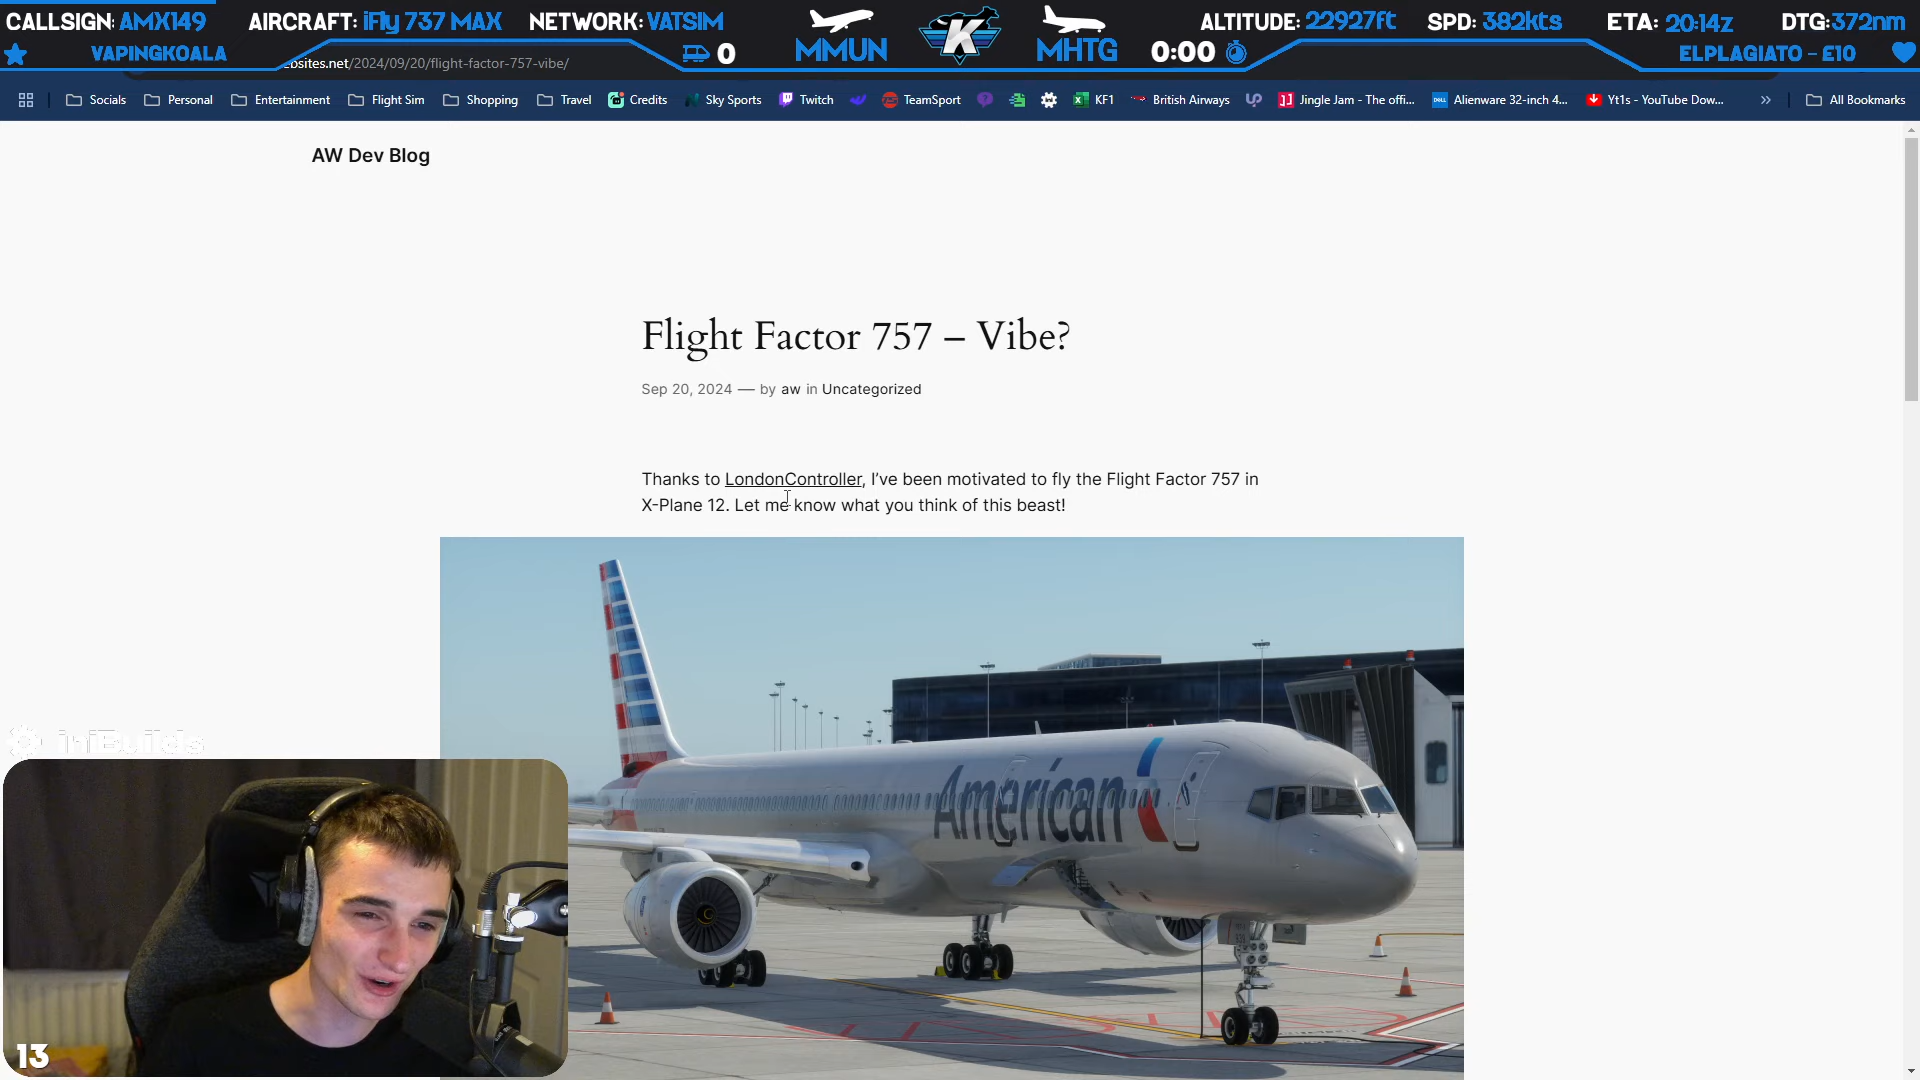 CALLSIGN: AMX149
AIRCRAFT: iFly 737 MAX
NETWORK: VATSIM
MMUN
K
MHTG
ALTITUDE: 22927ft
SPD: 382kts
ETA: 20:14z
DTG: 372nm
VAPINGKOALA
0
0:00
ELPLAGIATO - £10
ebsites.net/2024/09/20/flight-factor-757-vibe/
Socials
Personal
Entertainment
Flight Sim
Shopping
Travel
Credits
Sky Sports
Twitch
TeamSport
KF1
British Airways
Jingle Jam - The offi...
Alienware 32-inch 4...
Yt1s - YouTube Dow...
All Bookmarks
AW Dev Blog
Flight Factor 757 – Vibe?
Sep 20, 2024 — by aw in Uncategorized
Thanks to LondonController, I’ve been motivated to fly the Flight Factor 757 in
X-Plane 12. Let me know what you think of this beast!
American
iniBuilds
13